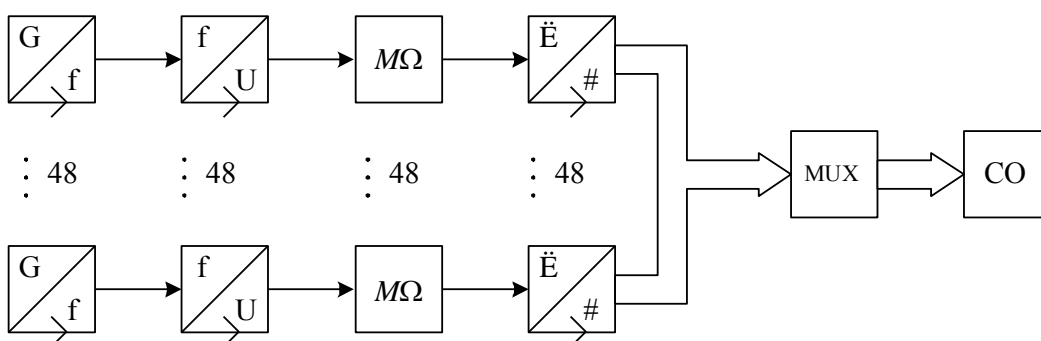 G f f U MΩ Ë #
⋮ 48 ⋮ 48 ⋮ 48 ⋮ 48 MUX CO
G f f U MΩ Ë #